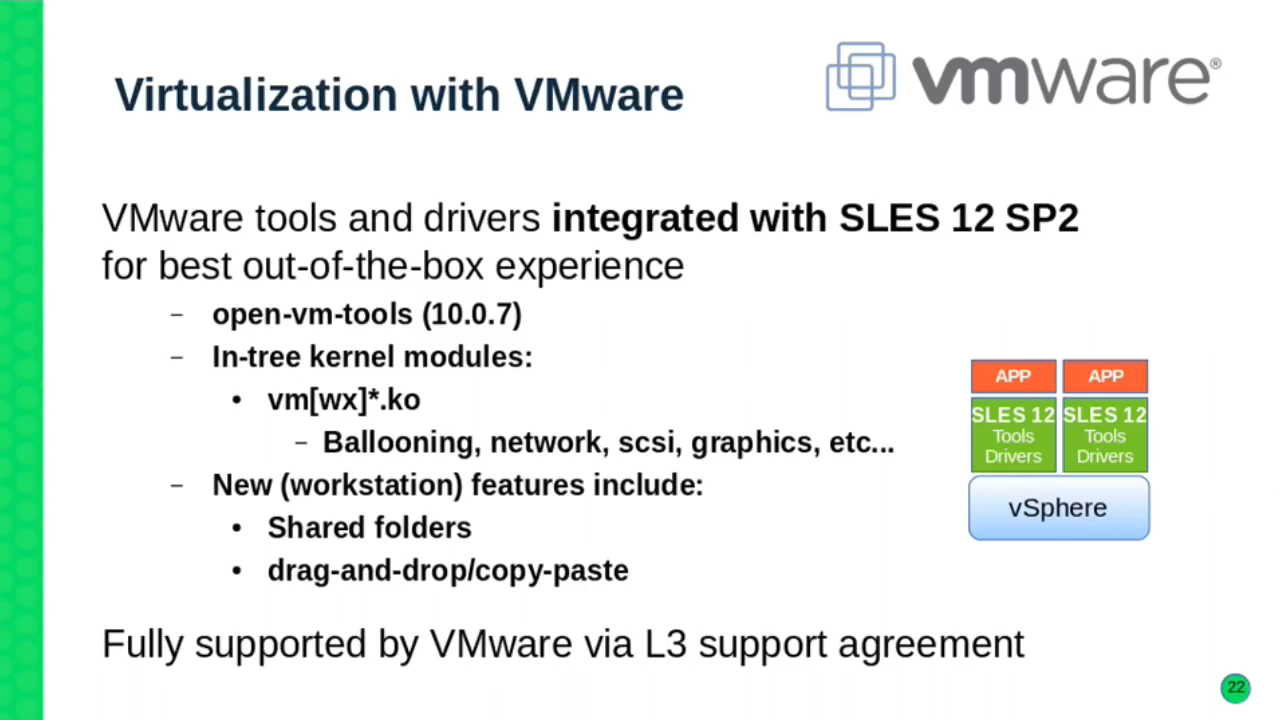 Virtualization with VMware
vmware®
VMware tools and drivers integrated with SLES 12 SP2
for best out-of-the-box experience
– open-vm-tools (10.0.7)
– In-tree kernel modules:
• vm[wx]*.ko
– Ballooning, network, scsi, graphics, etc...
– New (workstation) features include:
• Shared folders
• drag-and-drop/copy-paste
APP APP
SLES 12 SLES 12
Tools Tools
Drivers Drivers
vSphere
Fully supported by VMware via L3 support agreement
22